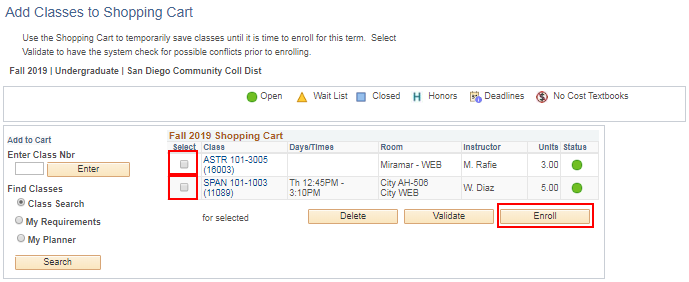 Add Classes to Shopping Cart
Use the Shopping Cart to temporarily save classes until it is time to enroll for this term.  Select
Validate to have the system check for possible conflicts prior to enrolling.
Fall 2019 | Undergraduate | San Diego Community Coll Dist
Open Wait List Closed H Honors Deadlines No Cost Textbooks
Add to Cart
Enter Class Nbr
Enter
Find Classes
Class Search
My Requirements
My Planner
Search
Fall 2019 Shopping Cart
Select Class Days/Times Room Instructor Units Status
ASTR 101-3005 Miramar - WEB M. Rafie 3.00
(16003)
SPAN 101-1003 Th 12:45PM - City AH-506 W. Diaz 5.00
(11089) 3:10PM City WEB
for selected Delete Validate Enroll